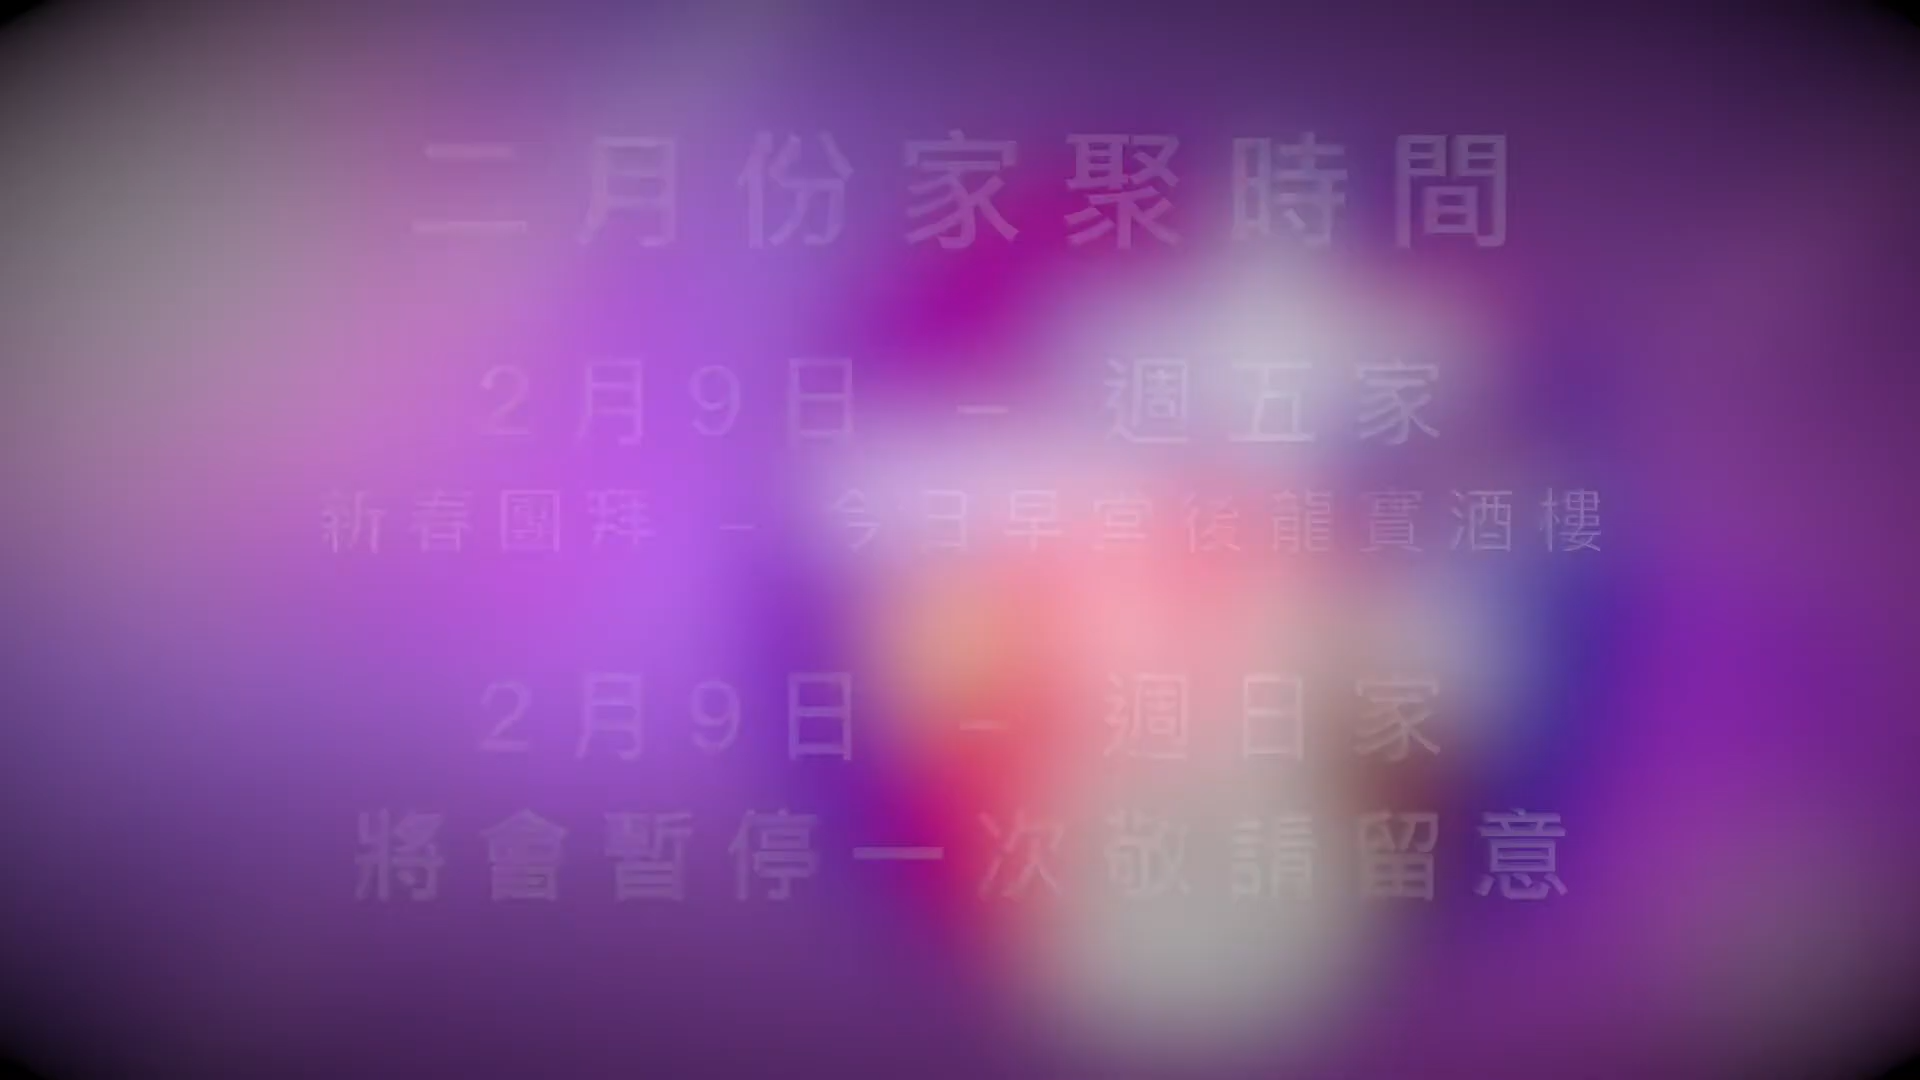 二月份家聚時間
2月9日 – 週五家
新春團拜 – 今日早堂後龍寶酒樓
2月9日 – 週日家
將會暫停一次敬請留意